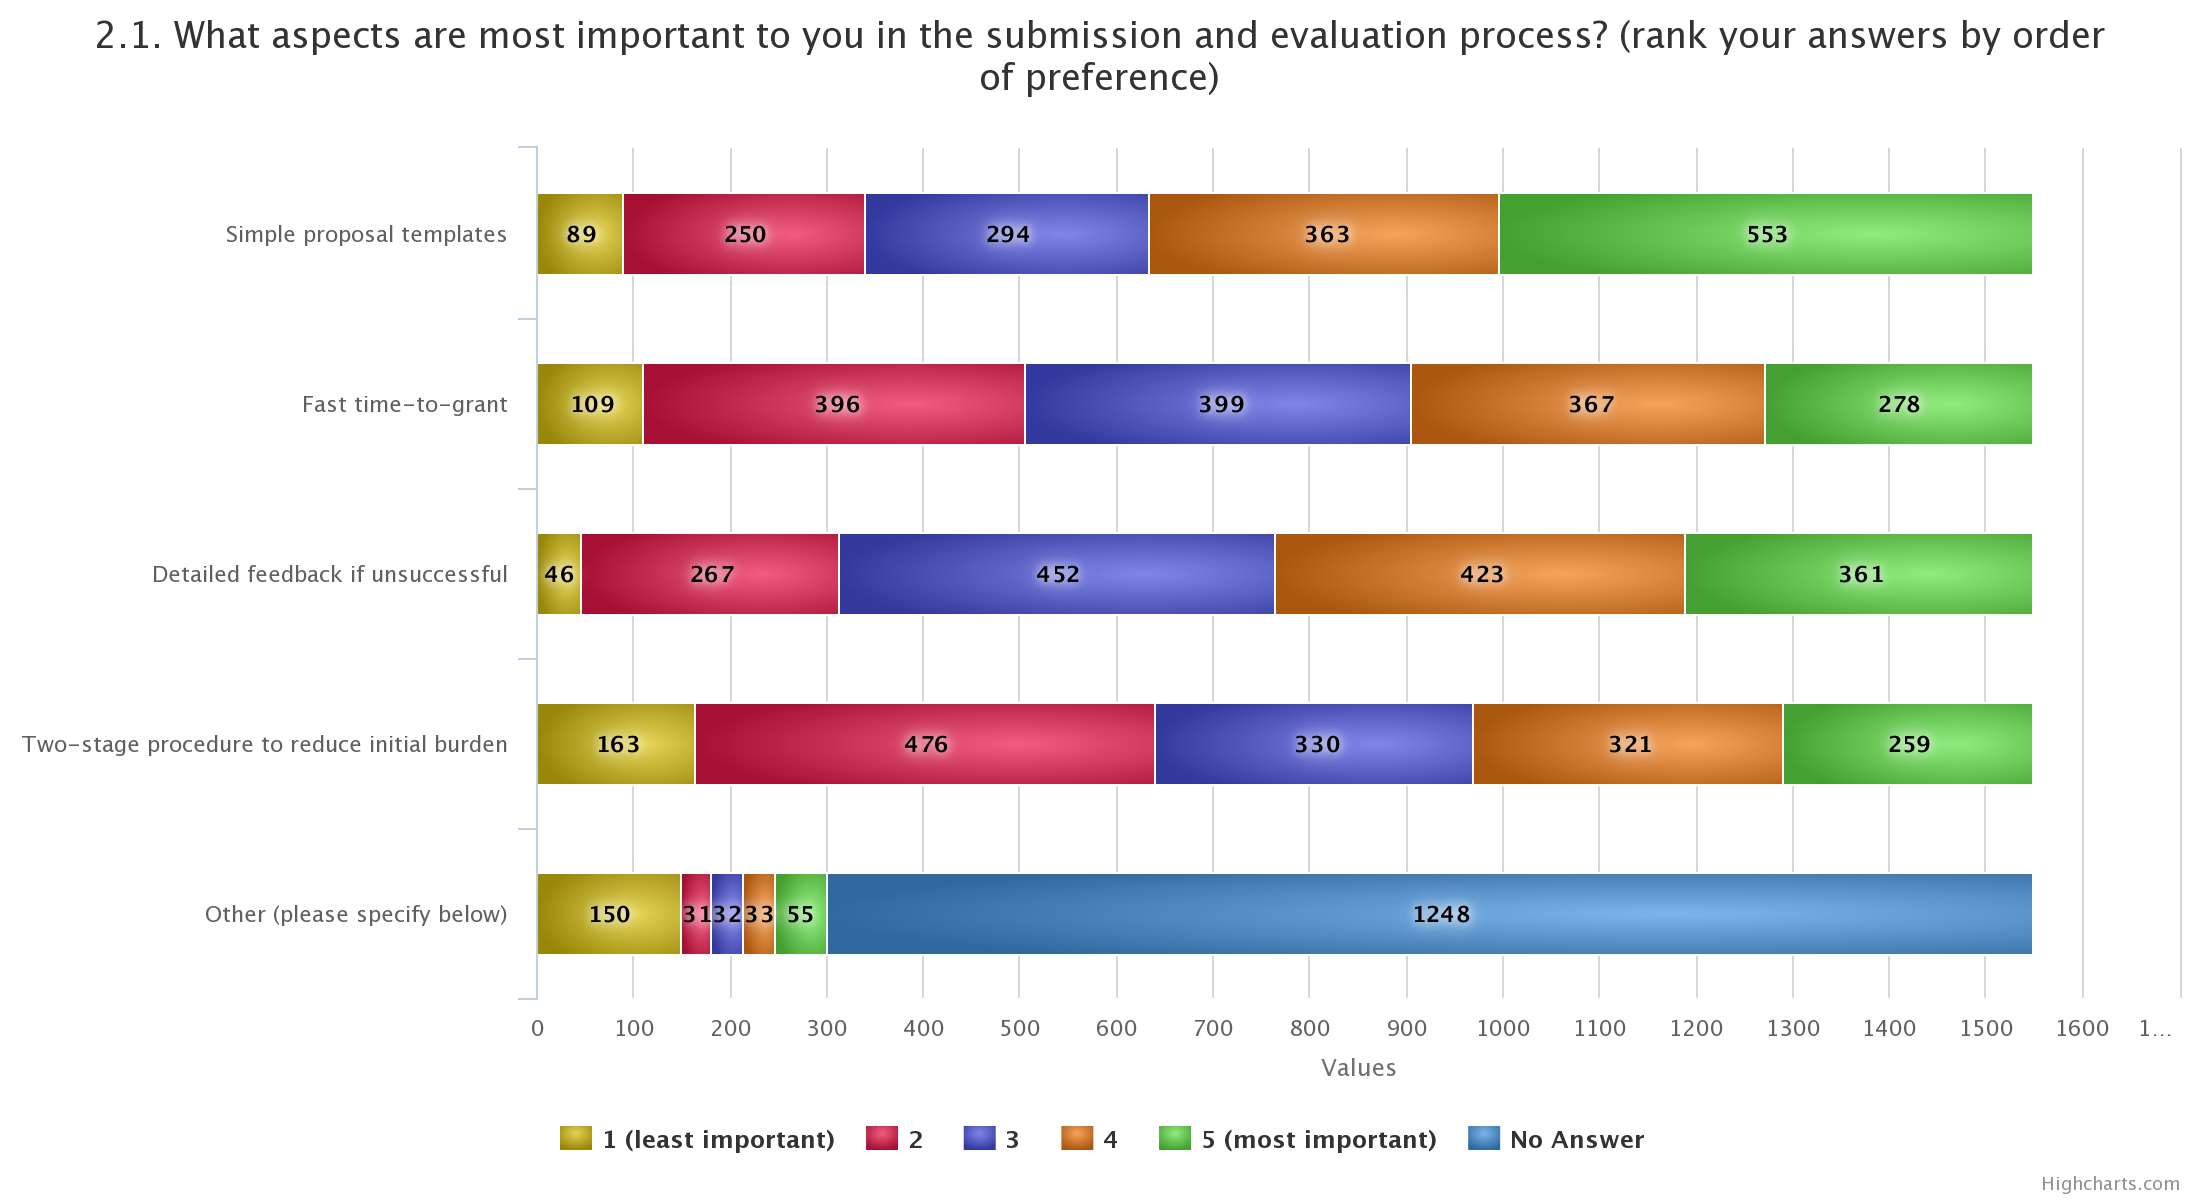 2.1. What aspects are most important to you in the submission and evaluation process? (rank your answers by order
of preference)
Simple proposal templates
89 250 294 363 553
Fast time-to-grant
109 396 399 367 278
Detailed feedback if unsuccessful
46 267 452 423 361
Two-stage procedure to reduce initial burden
163 476 330 321 259
Other (please specify below)
150 31 32 33 55 1248
0 100 200 300 400 500 600 700 800 900 1000 1100 1200 1300 1400 1500 1600 1...
Values
1 (least important) 2 3 4 5 (most important) No Answer
Highcharts.com